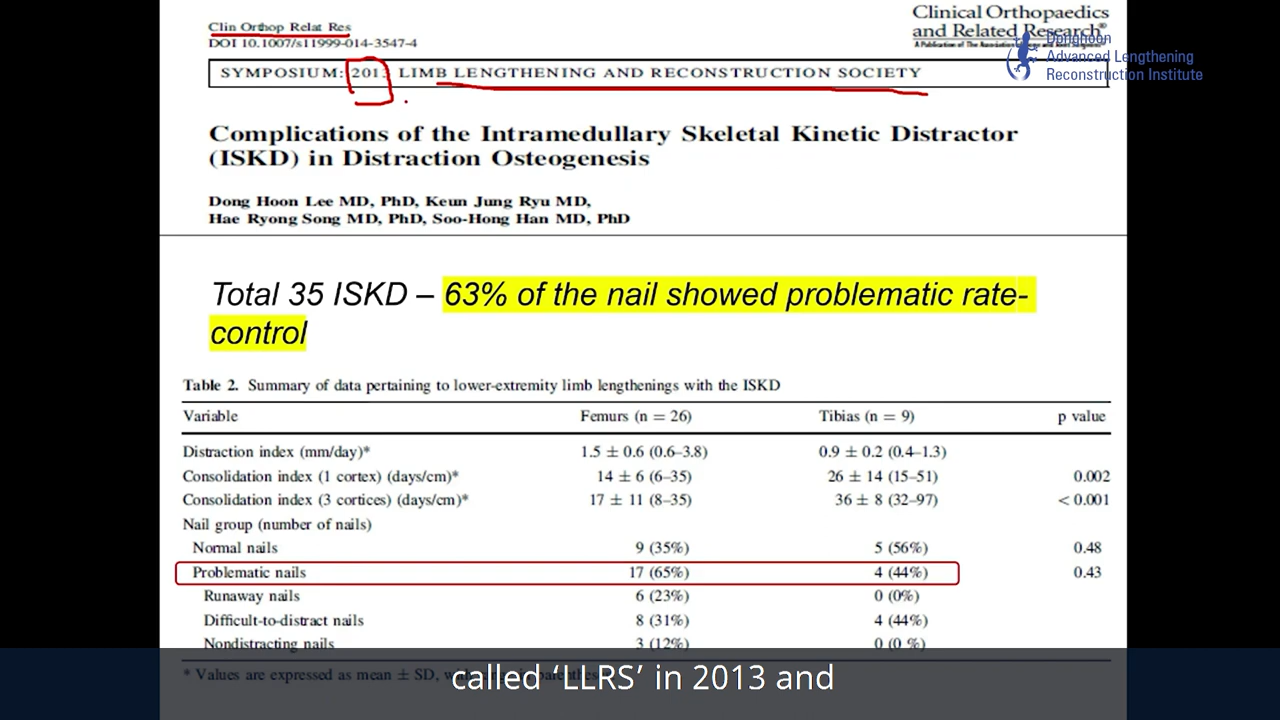 Clin Orthop Relat Res
DOI 10.1007/s11999-014-3547-4
Clinical Orthopaedics
and Related Research®
Donghoon
Advanced Lengthening
Reconstruction Institute
SYMPOSIUM: 2013 LIMB LENGTHENING AND RECONSTRUCTION SOCIETY
Complications of the Intramedullary Skeletal Kinetic Distractor
(ISKD) in Distraction Osteogenesis
Dong Hoon Lee MD, PhD, Keun Jung Ryu MD,
Hae Ryong Song MD, PhD, Soo-Hong Han MD, PhD
Total 35 ISKD – 63% of the nail showed problematic rate-
control
Table 2. Summary of data pertaining to lower-extremity limb lengthenings with the ISKD
Variable Femurs (n = 26) Tibias (n = 9) p value
Distraction index (mm/day)* 1.5 ± 0.6 (0.6–3.8) 0.9 ± 0.2 (0.4–1.3)
Consolidation index (1 cortex) (days/cm)* 14 ± 6 (6–35) 26 ± 14 (15–51) 0.002
Consolidation index (3 cortices) (days/cm)* 17 ± 11 (8–35) 36 ± 8 (32–97) < 0.001
Nail group (number of nails)
Normal nails 9 (35%) 5 (56%) 0.48
Problematic nails 17 (65%) 4 (44%) 0.43
Runaway nails 6 (23%) 0 (0%)
Difficult-to-distract nails 8 (31%) 4 (44%)
Nondistracting nails 3 (12%) 0 (0 %)
* Values are expressed as mean ± SD,
called ‘LLRS’ in 2013 and